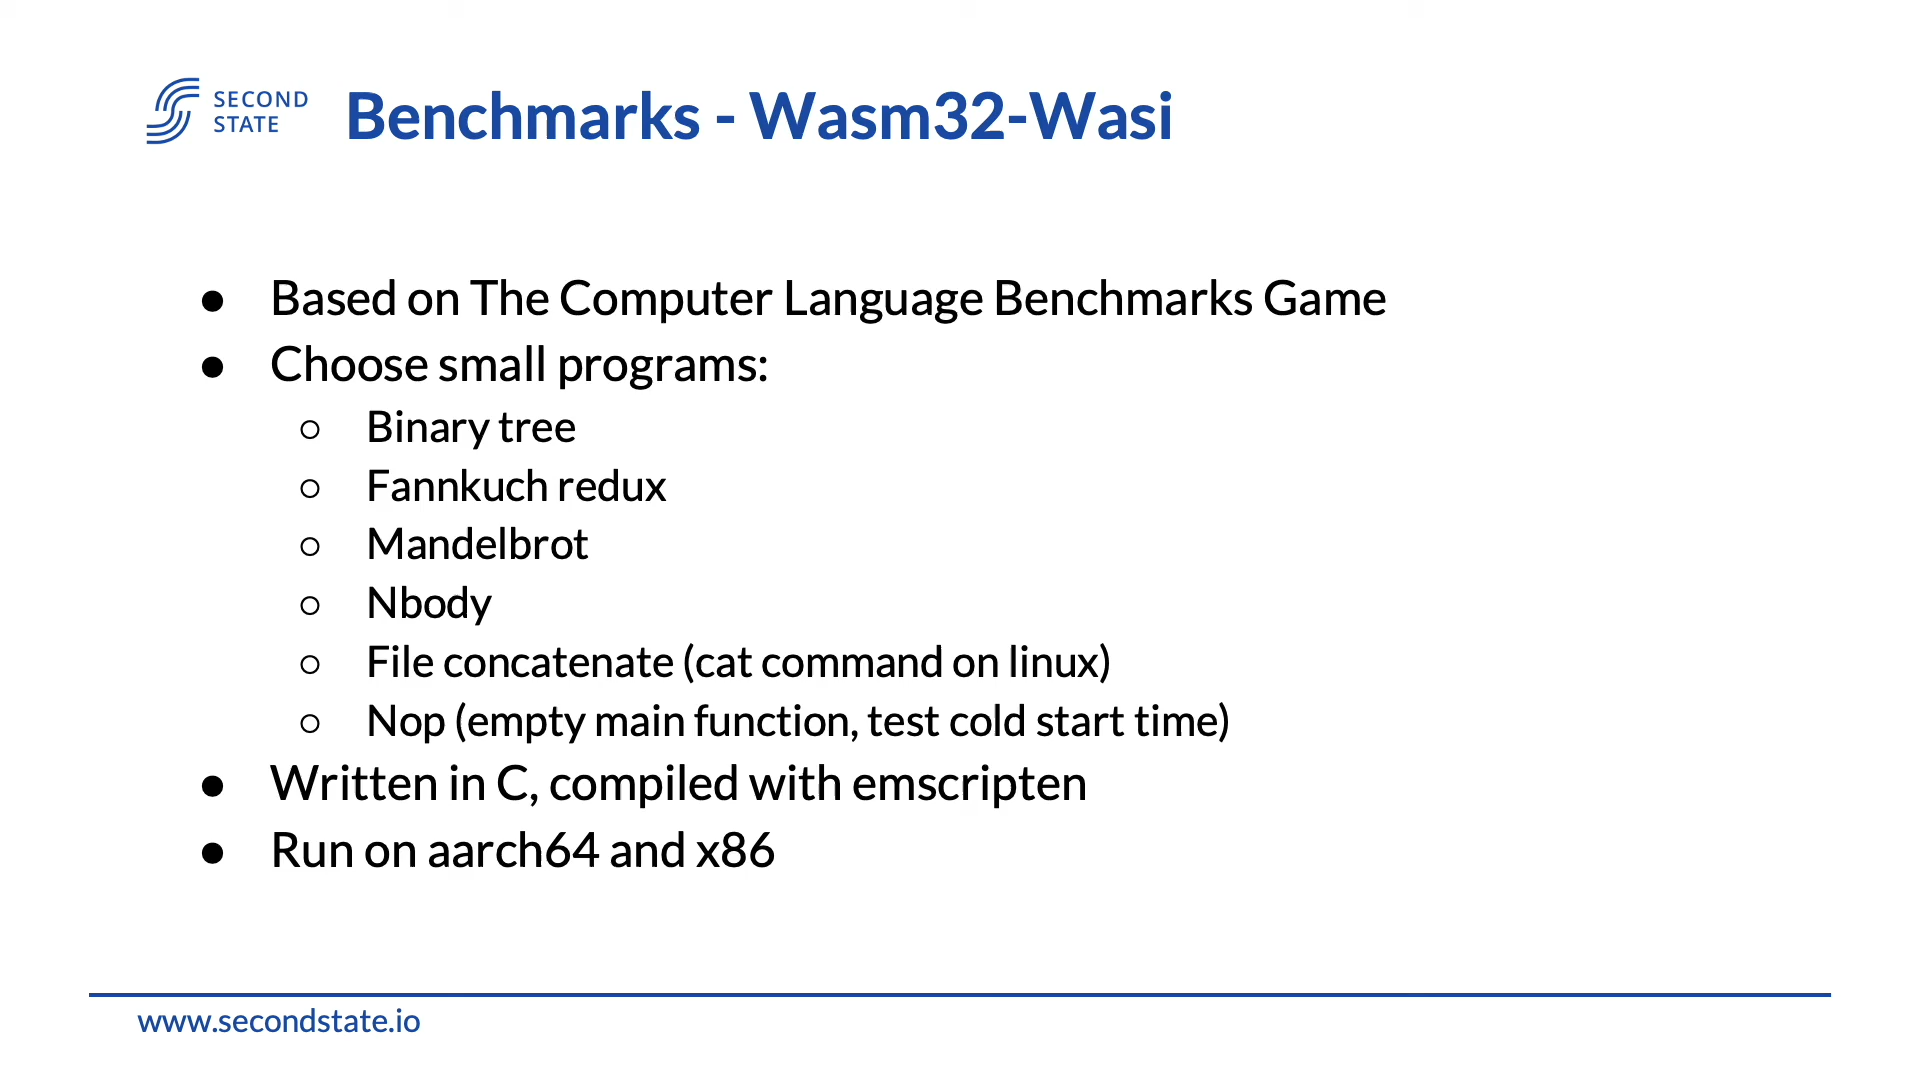 SECOND
STATE
Benchmarks - Wasm32-Wasi
● Based on The Computer Language Benchmarks Game
● Choose small programs:
○ Binary tree
○ Fannkuch redux
○ Mandelbrot
○ Nbody
○ File concatenate (cat command on linux)
○ Nop (empty main function, test cold start time)
● Written in C, compiled with emscripten
● Run on aarch64 and x86
www.secondstate.io